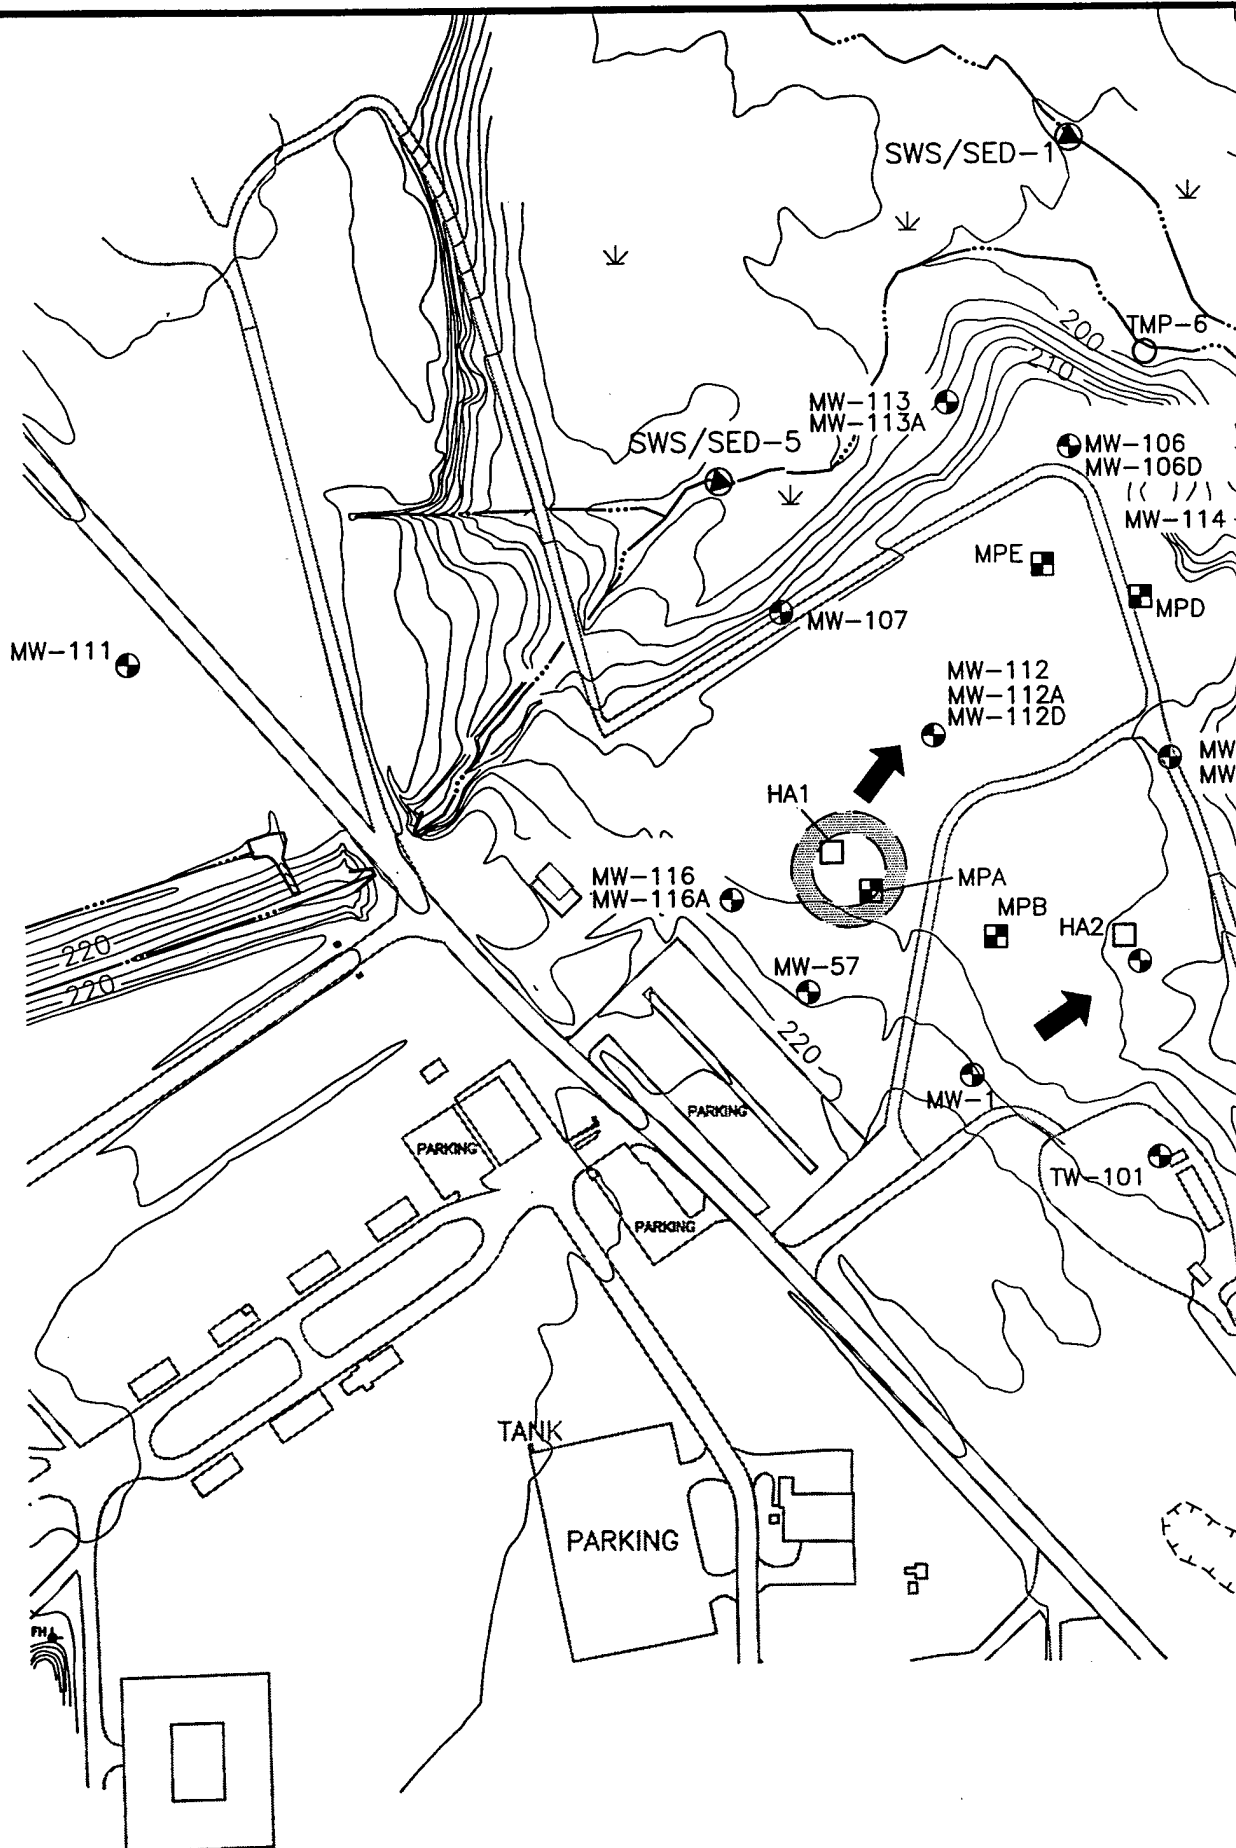 SWS/SED-1
200
TMP-6
210
MW-113
MW-113A
SWS/SED-5
MW-106
MW-106D
MW-114
MPE
MPD
MW-107
MW-111
MW-112
MW-112A
MW-112D
MW
MW
HA1
MW-116
MW-116A
MPA
MPB
HA2
220
220
MW-57
220
MW-1
PARKING
PARKING
TW-101
PARKING
TANK
PARKING
FH